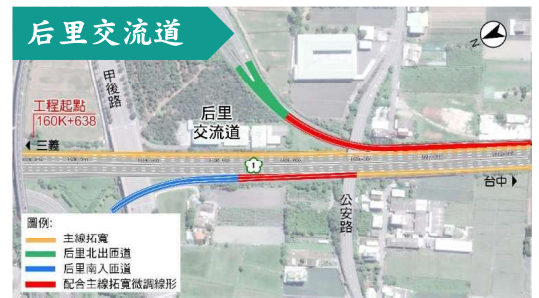 后里交流道
Z
甲後路
工程起點
160K+638
后里
交流道
三義
1
台中
公安路
圖例:
主線拓寬
后里北出匝道
后里南入匝道
配合主線拓寬微調線形